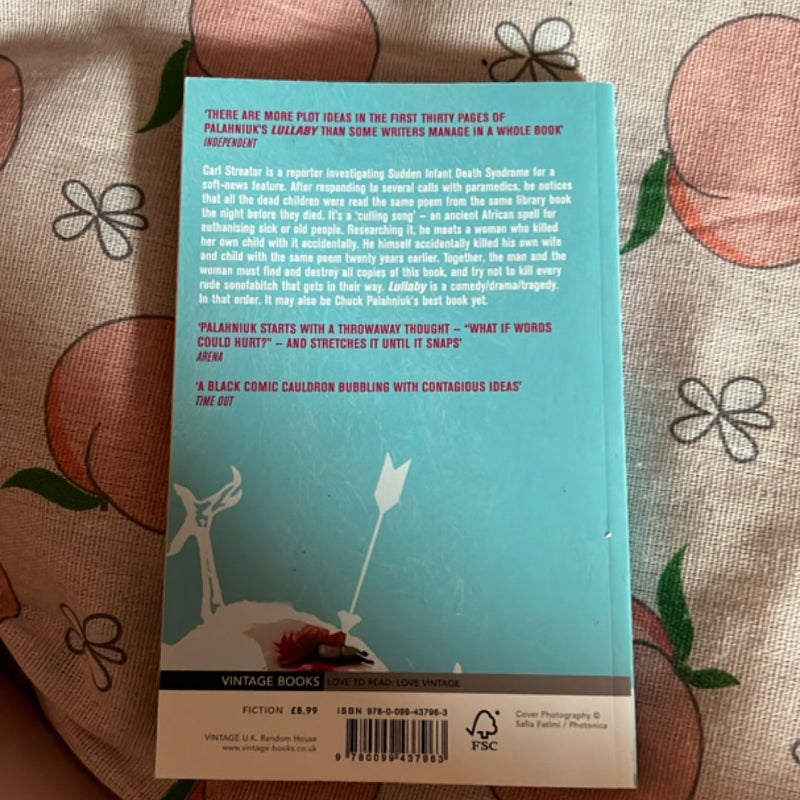 'THERE ARE MORE PLOT IDEAS IN THE FIRST THIRTY PAGES OF
PALAHNIUK'S LULLABY THAN SOME WRITERS MANAGE IN A WHOLE BOOK'
INDEPENDENT
Carl Streator is a reporter investigating Sudden Infant Death Syndrome for a
soft-news feature. After responding to several calls with paramedics, he notices
that all the dead children were read the same poem from the same library book
the night before they died. It's a 'culling song' – an ancient African spell for
euthanising sick or old people. Researching it, he meets a woman who killed
her own child with it accidentally. He himself accidentally killed his own wife
and child with the same poem twenty years earlier. Together, the man and the
woman must find and destroy all copies of this book, and try not to kill every
rude sonofabitch that gets in their way. Lullaby is a comedy/drama/tragedy.
In that order. It may also be Chuck Palahniuk's best book yet.
'PALAHNIUK STARTS WITH A THROWAWAY THOUGHT – "WHAT IF WORDS
COULD HURT?" – AND STRETCHES IT UNTIL IT SNAPS'
ARENA
'A BLACK COMIC CAULDRON BUBBLING WITH CONTAGIOUS IDEAS'
TIME OUT
VINTAGE BOOKS LOVE TO READ: LOVE VINTAGE
FICTION £8.99 ISBN 978-0-099-43796-3
VINTAGE U.K. Random House
www.vintage-books.co.uk
9 780099 437963
FSC
Cover Photography ©
Safia Fatimi / Photonica